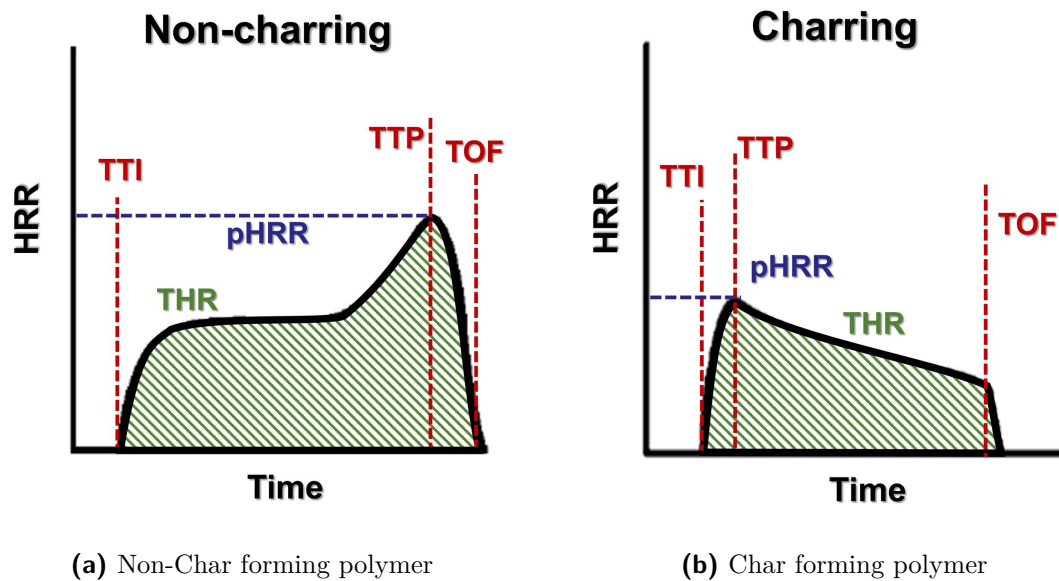 Non-charring
TTI
TTP
TOF
pHRR
THR
HRR
Time
(a) Non-Char forming polymer
Charring
TTI
TTP
TOF
pHRR
THR
HRR
Time
(b) Char forming polymer